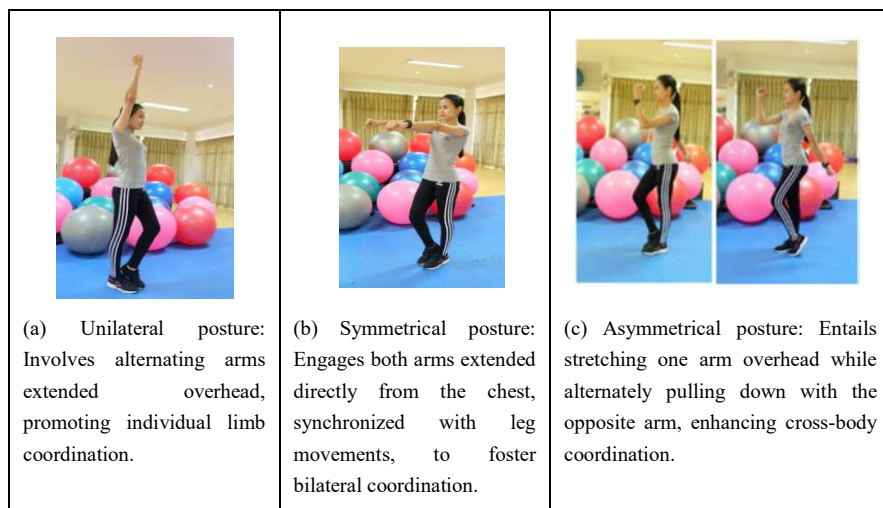 (a) Unilateral posture:
Involves alternating arms
extended overhead,
promoting individual limb
coordination.
(b) Symmetrical posture:
Engages both arms extended
directly from the chest,
synchronized with leg
movements, to foster
bilateral coordination.
(c) Asymmetrical posture: Entails
stretching one arm overhead while
alternately pulling down with the
opposite arm, enhancing cross-body
coordination.